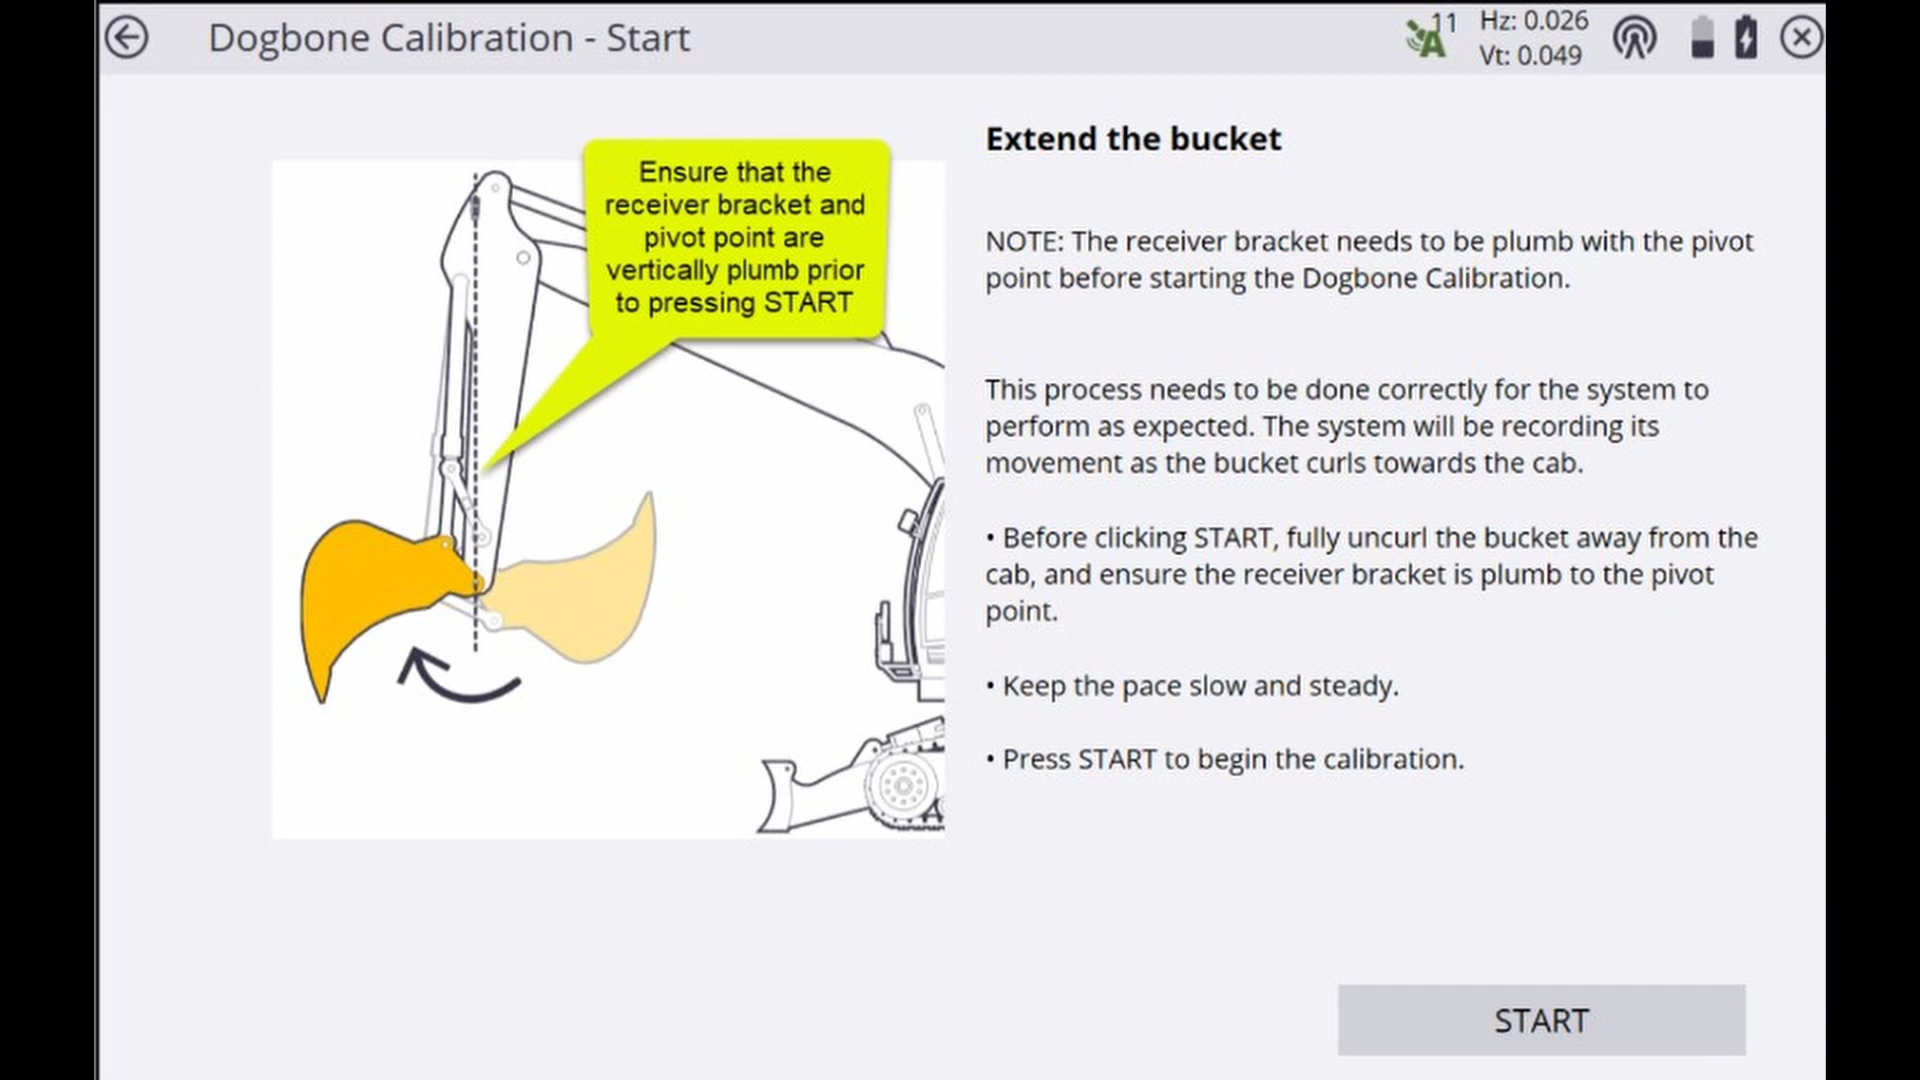 Dogbone Calibration - Start
11
Hz: 0.026
Vt: 0.049
Ensure that the
receiver bracket and
pivot point are
vertically plumb prior
to pressing START
Extend the bucket
NOTE: The receiver bracket needs to be plumb with the pivot
point before starting the Dogbone Calibration.
This process needs to be done correctly for the system to
perform as expected. The system will be recording its
movement as the bucket curls towards the cab.
• Before clicking START, fully uncurl the bucket away from the
cab, and ensure the receiver bracket is plumb to the pivot
point.
• Keep the pace slow and steady.
• Press START to begin the calibration.
START